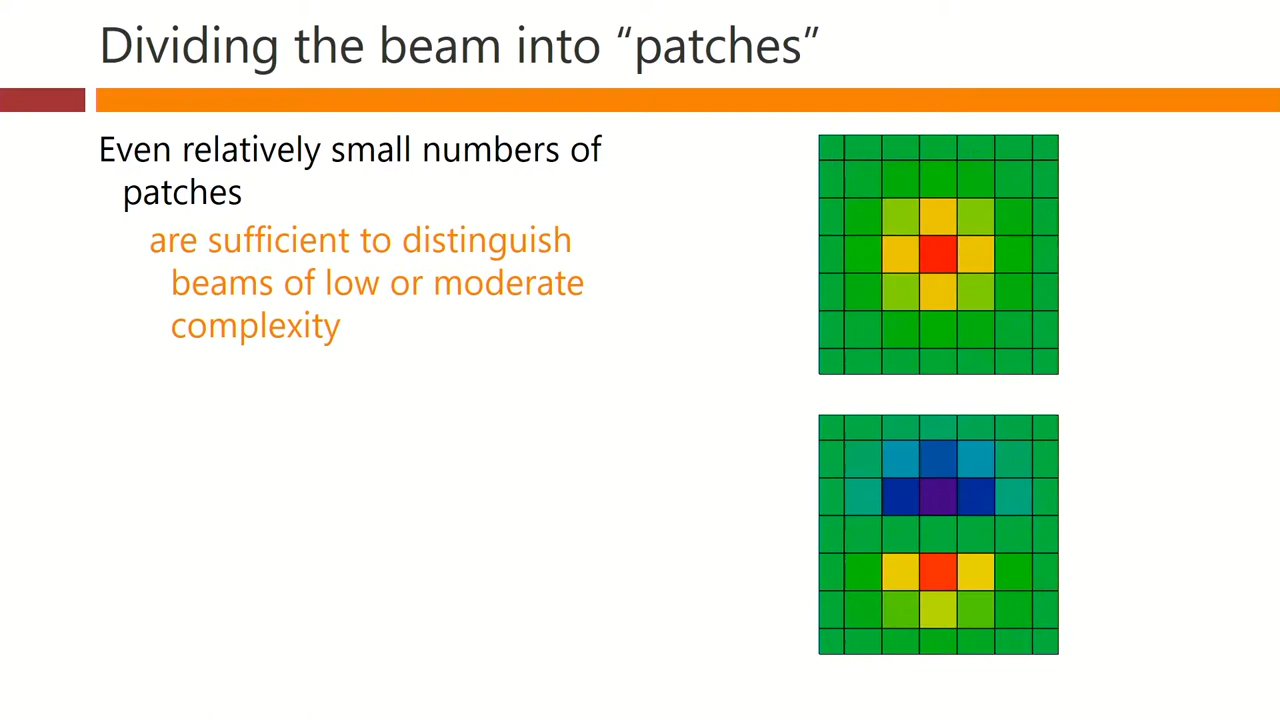 Dividing the beam into “patches”
Even relatively small numbers of
patches
are sufficient to distinguish
beams of low or moderate
complexity